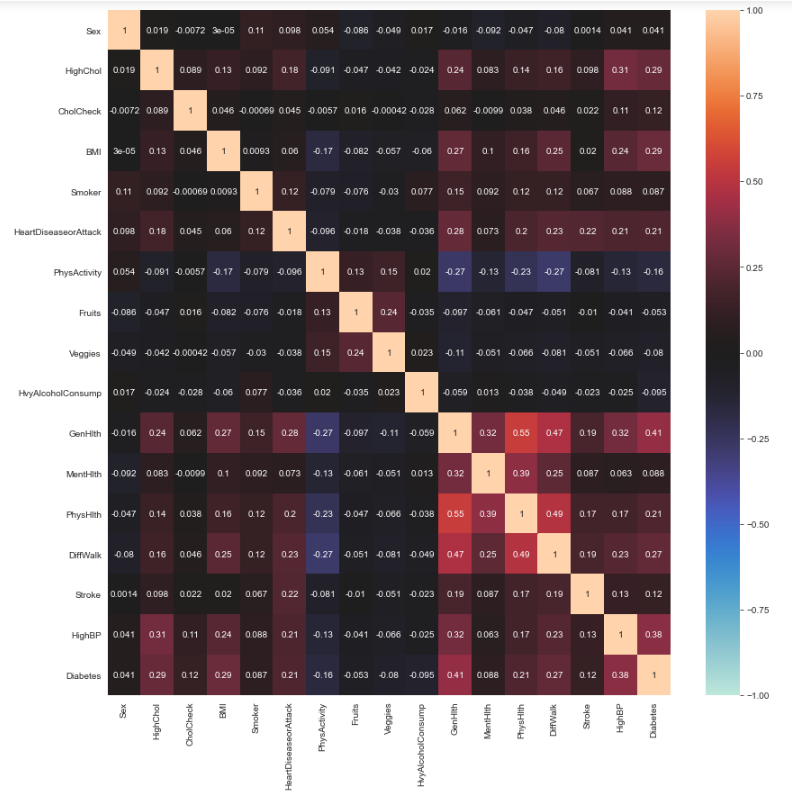 Sex 1 0.019 -0.0072 3e-05 0.11 0.098 0.054 -0.086 -0.049 0.017 -0.016 -0.092 -0.047 -0.08 0.0014 0.041 0.041
HighChol 0.019 1 0.089 0.13 0.092 0.18 -0.091 -0.047 -0.042 -0.024 0.24 0.083 0.14 0.16 0.098 0.31 0.29
CholCheck -0.0072 0.089 1 0.046 -0.00069 0.045 -0.0057 0.016 -0.00042 -0.028 0.062 -0.0099 0.038 0.046 0.022 0.11 0.12
BMI 3e-05 0.13 0.046 1 0.0093 0.06 -0.17 -0.082 -0.057 -0.06 0.27 0.1 0.16 0.25 0.02 0.24 0.29
Smoker 0.11 0.092 -0.00069 0.0093 1 0.12 -0.079 -0.076 -0.03 0.077 0.15 0.092 0.12 0.12 0.067 0.088 0.087
HeartDiseaseorAttack 0.098 0.18 0.045 0.06 0.12 1 -0.096 -0.018 -0.038 -0.036 0.28 0.073 0.2 0.23 0.22 0.21 0.21
PhysActivity 0.054 -0.091 -0.0057 -0.17 -0.079 -0.096 1 0.13 0.15 0.02 -0.27 -0.13 -0.23 -0.27 -0.081 -0.13 -0.16
Fruits -0.086 -0.047 0.016 -0.082 -0.076 -0.018 0.13 1 0.24 -0.035 -0.097 -0.061 -0.047 -0.051 -0.01 -0.041 -0.053
Veggies -0.049 -0.042 -0.00042 -0.057 -0.03 -0.038 0.15 0.24 1 0.023 -0.11 -0.051 -0.066 -0.081 -0.051 -0.066 -0.08
HvyAlcoholConsump 0.017 -0.024 -0.028 -0.06 0.077 -0.036 0.02 -0.035 0.023 1 -0.059 0.013 -0.038 -0.049 -0.023 -0.025 -0.095
GenHlth -0.016 0.24 0.062 0.27 0.15 0.28 -0.27 -0.097 -0.11 -0.059 1 0.32 0.55 0.47 0.19 0.32 0.41
MentHlth -0.092 0.083 -0.0099 0.1 0.092 0.073 -0.13 -0.061 -0.051 0.013 0.32 1 0.39 0.25 0.087 0.063 0.088
PhysHlth -0.047 0.14 0.038 0.16 0.12 0.2 -0.23 -0.047 -0.066 -0.038 0.55 0.39 1 0.49 0.17 0.17 0.21
DiffWalk -0.08 0.16 0.046 0.25 0.12 0.23 -0.27 -0.051 -0.081 -0.049 0.47 0.25 0.49 1 0.19 0.23 0.27
Stroke 0.0014 0.098 0.022 0.02 0.067 0.22 -0.081 -0.01 -0.051 -0.023 0.19 0.087 0.17 0.19 1 0.13 0.12
HighBP 0.041 0.31 0.11 0.24 0.088 0.21 -0.13 -0.041 -0.066 -0.025 0.32 0.063 0.17 0.23 0.13 1 0.38
Diabetes 0.041 0.29 0.12 0.29 0.087 0.21 -0.16 -0.053 -0.08 -0.095 0.41 0.088 0.21 0.27 0.12 0.38 1
Sex
HighChol
CholCheck
BMI
Smoker
HeartDiseaseorAttack
PhysActivity
Fruits
Veggies
HvyAlcoholConsump
GenHlth
MentHlth
PhysHlth
DiffWalk
Stroke
HighBP
Diabetes
1.00
0.75
0.50
0.25
0.00
-0.25
-0.50
-0.75
-1.00